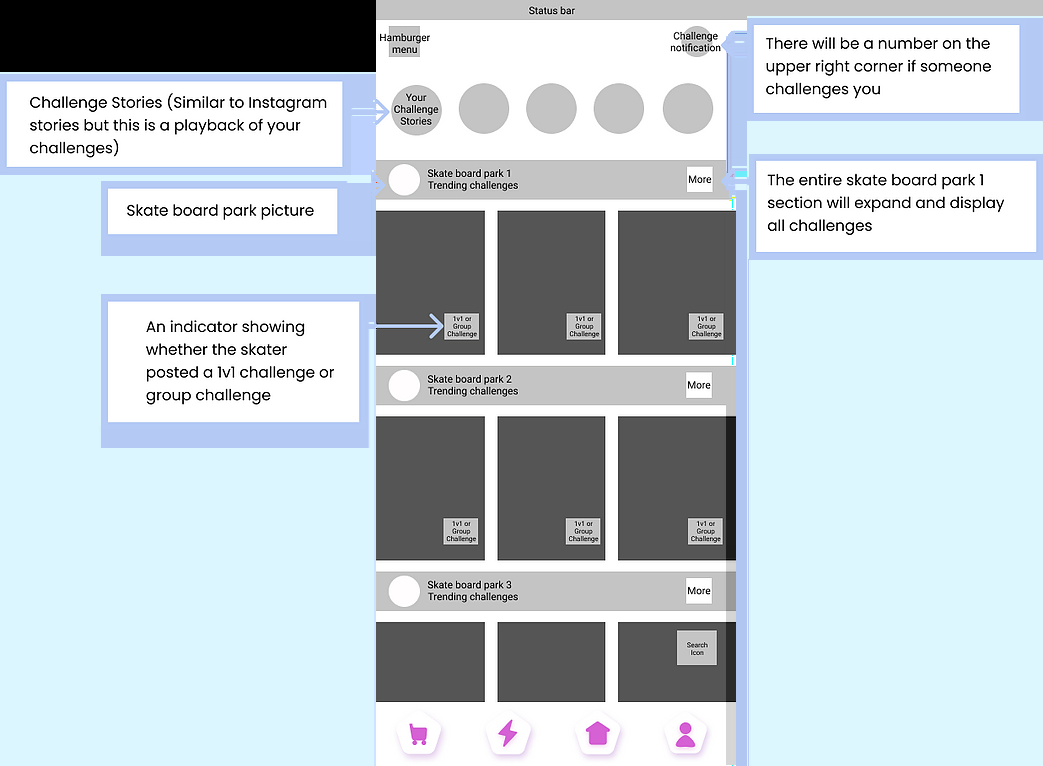 Status bar
Hamburger
menu
Challenge
notification
There will be a number on the
upper right corner if someone
challenges you
Challenge Stories (Similar to Instagram
stories but this is a playback of your
challenges)
Your
Challenge
Stories
Skate board park 1
Trending challenges
More
The entire skate board park 1
section will expand and display
all challenges
Skate board park picture
An indicator showing
whether the skater
posted a 1v1 challenge or
group challenge
1v1 or
Group
Challenge
1v1 or
Group
Challenge
1v1 or
Group
Challenge
Skate board park 2
Trending challenges
More
1v1 or
Group
Challenge
1v1 or
Group
Challenge
1v1 or
Group
Challenge
Skate board park 3
Trending challenges
More
Search
Icon